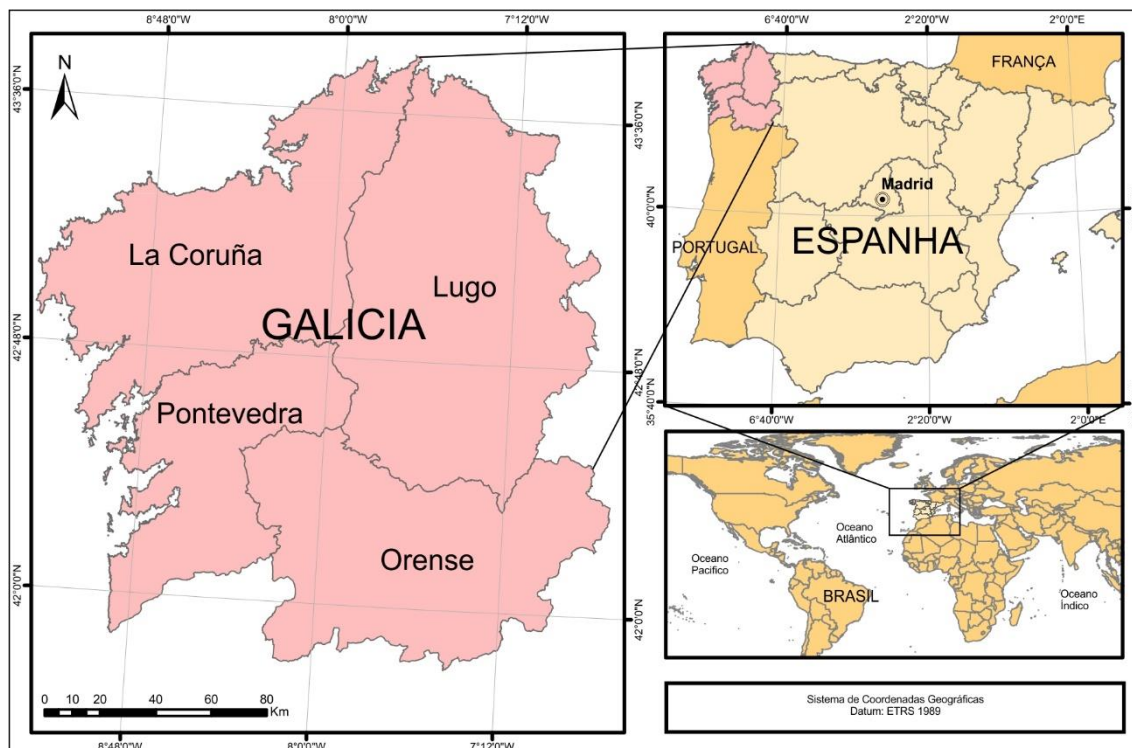 8°48'0"W
8°0'0"W
7°12'0"W
43°36'0"N
43°36'0"N
N
La Coruña
Lugo
GALICIA
42°48'0"N
42°48'0"N
Pontevedra
Orense
42°0'0"N
42°0'0"N
0 10 20 40 60 80
Km
8°48'0"W
8°0'0"W
7°12'0"W
6°40'0"W
2°20'0"W
2°0'0"E
FRANÇA
Madrid
40°0'0"N
PORTUGAL
ESPANHA
35°40'0"N
6°40'0"W
2°20'0"W
2°0'0"E
Oceano
Atlântico
Oceano
Pacífico
BRASIL
Oceano
Índico
Sistema de Coordenadas Geográficas
Datum: ETRS 1989